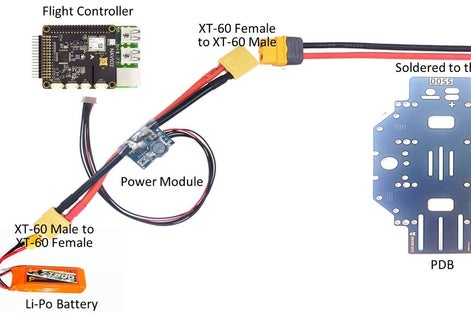 Flight Controller
XT-60 Female
to XT-60 Male
Soldered to th
Power Module
XT-60 Male to
XT-60 Female
PDB
Li-Po Battery